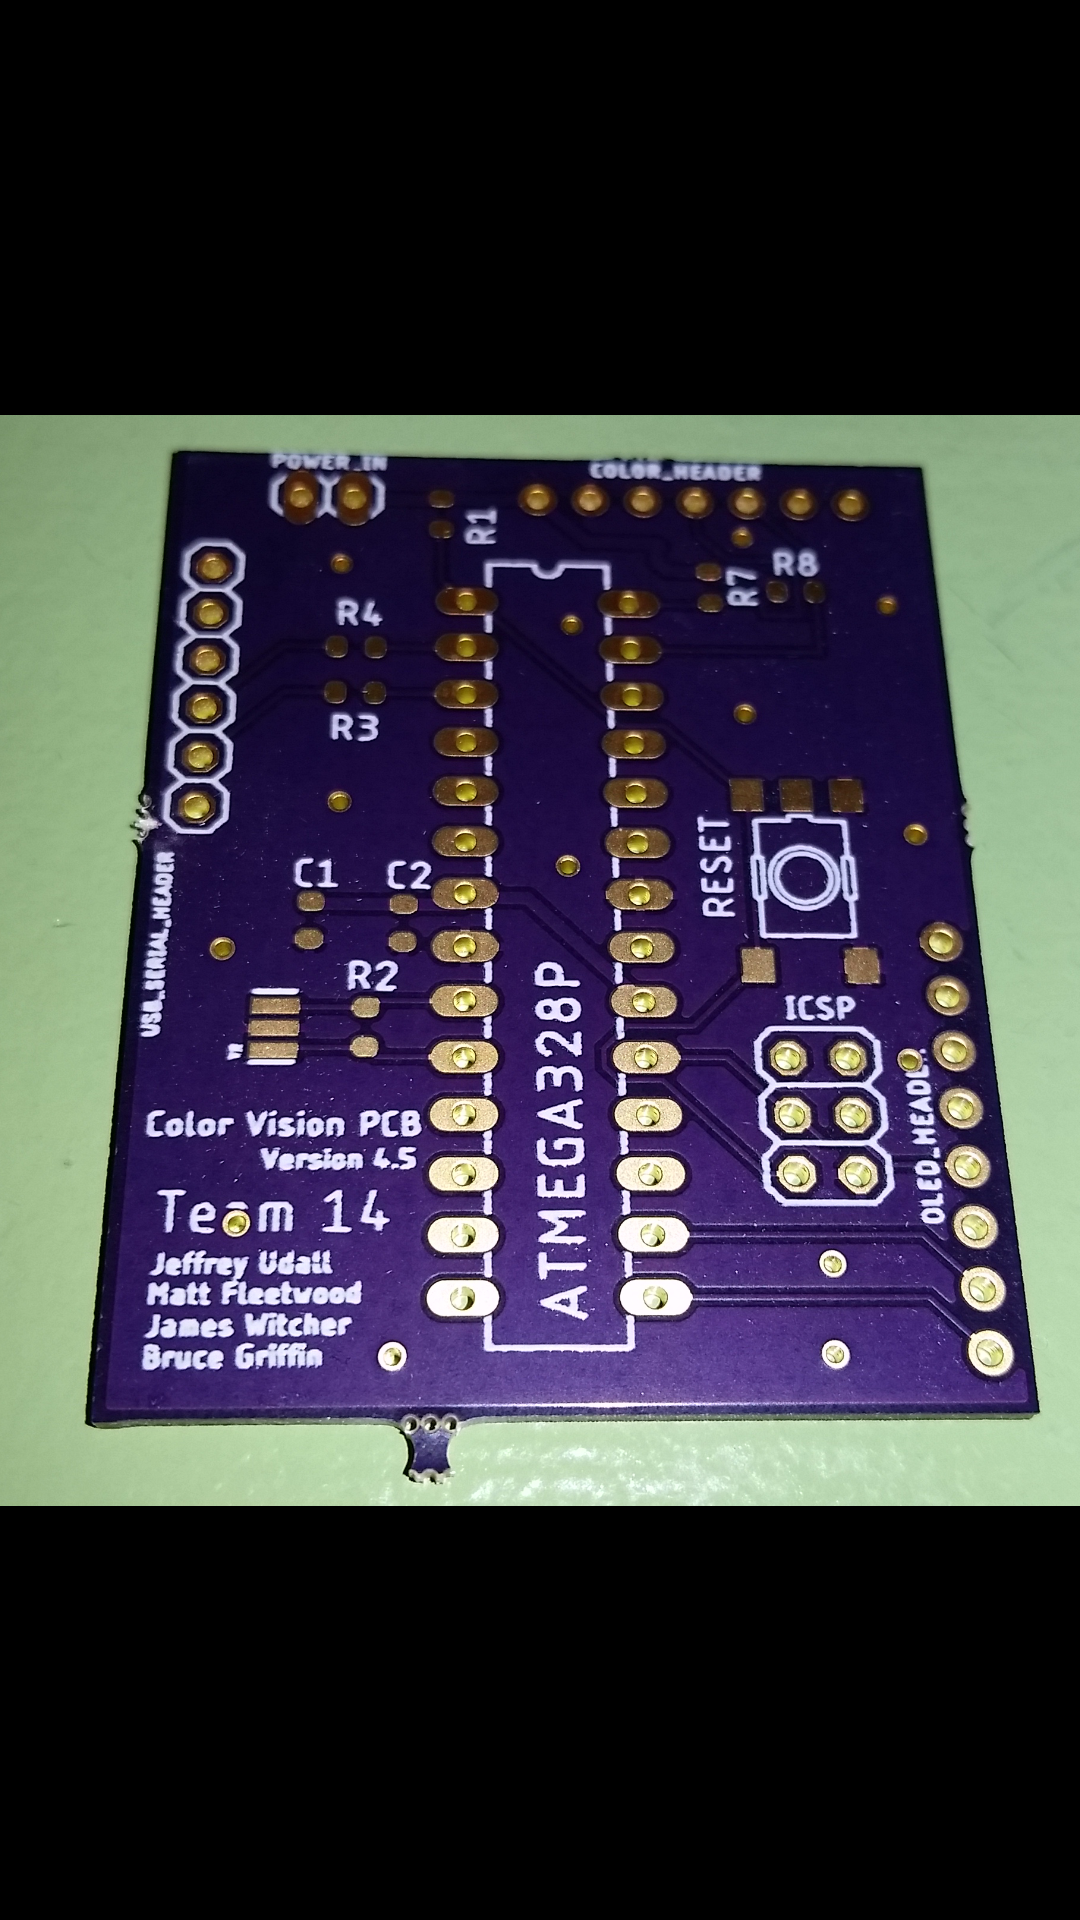 POWER_IN
COLOR_HEADER
R1
R7
R8
R4
R3
C1
C2
RESET
USB_SERIAL_HEADER
R2
ICSP
ATMEGA328P
Color Vision PCB
Version 4.5
Team 14
Jeffrey Udall
Matt Fleetwood
James Witcher
Bruce Griffin